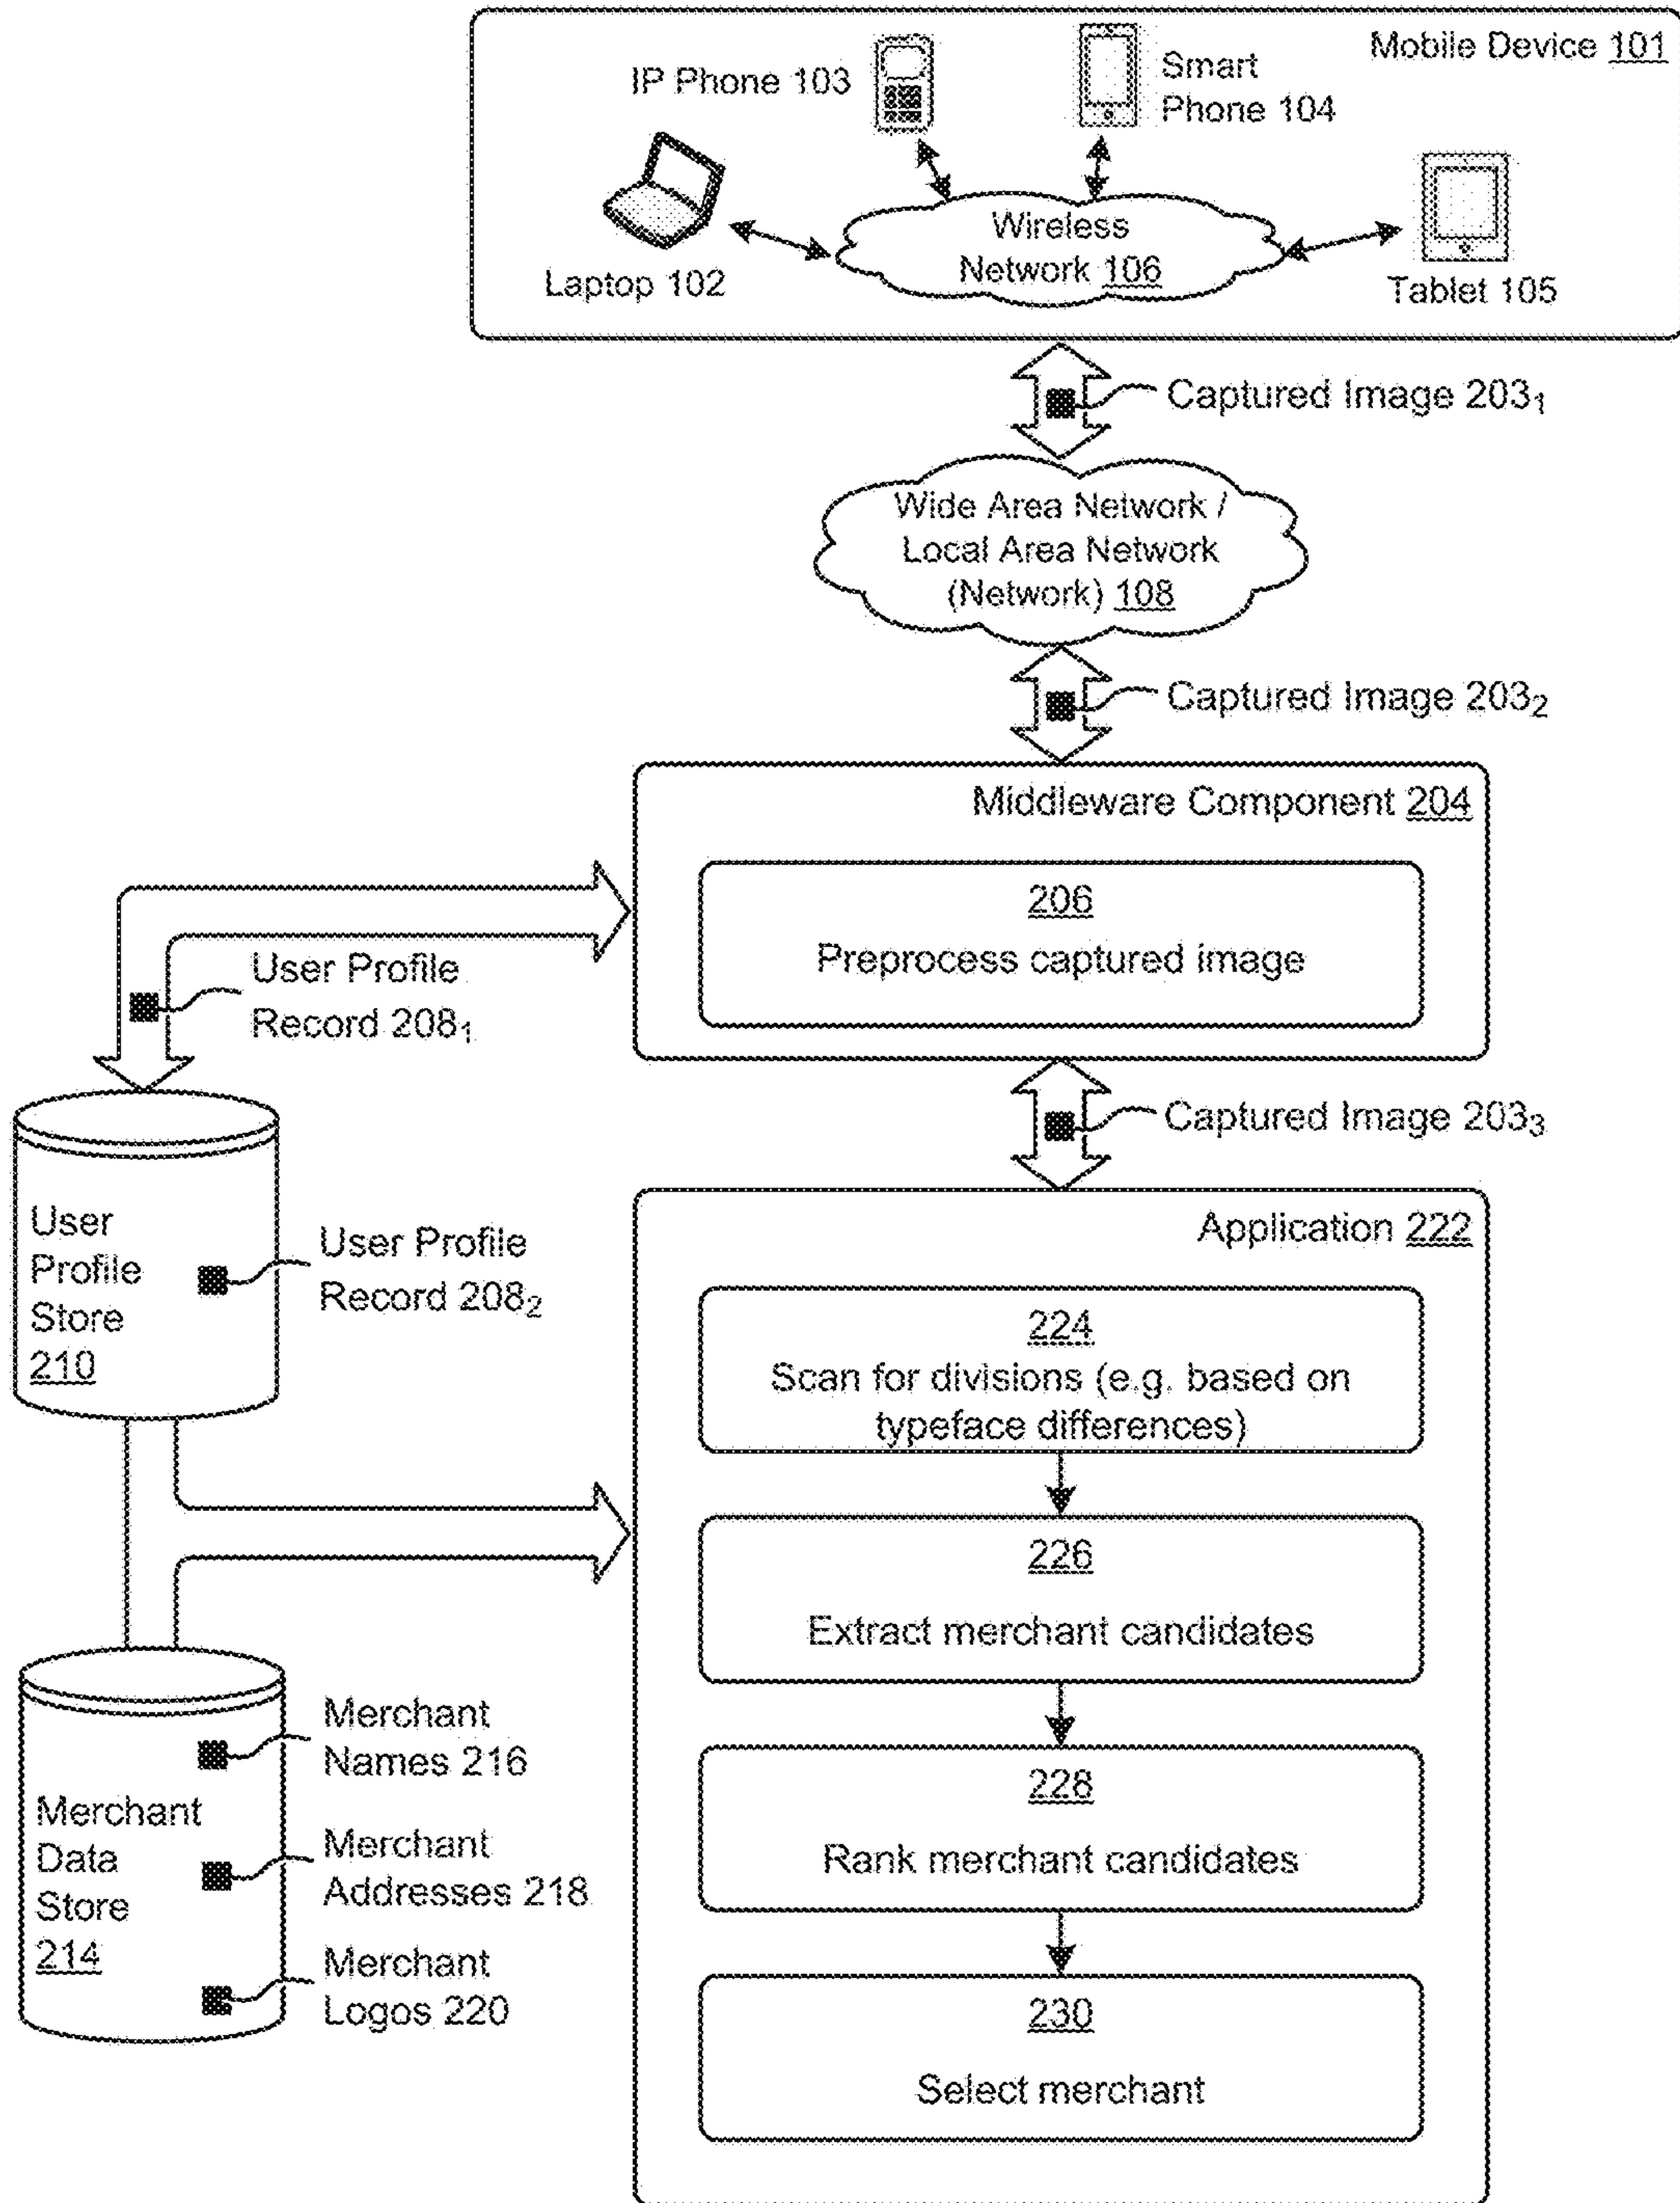 Mobile Device 101
IP Phone 103
Smart
Phone 104
Wireless
Network 106
Laptop 102
Tablet 105
Captured Image 203₁
Wide Area Network /
Local Area Network
(Network) 108
Captured Image 203₂
Middleware Component 204
206
Preprocess captured image
User Profile
Record 208₁
Captured Image 203₃
User
Profile
Store
210
User Profile
Record 208₂
Application 222
224
Scan for divisions (e.g. based on
typeface differences)
226
Extract merchant candidates
228
Rank merchant candidates
230
Select merchant
Merchant
Data
Store
214
Merchant
Names 216
Merchant
Addresses 218
Merchant
Logos 220